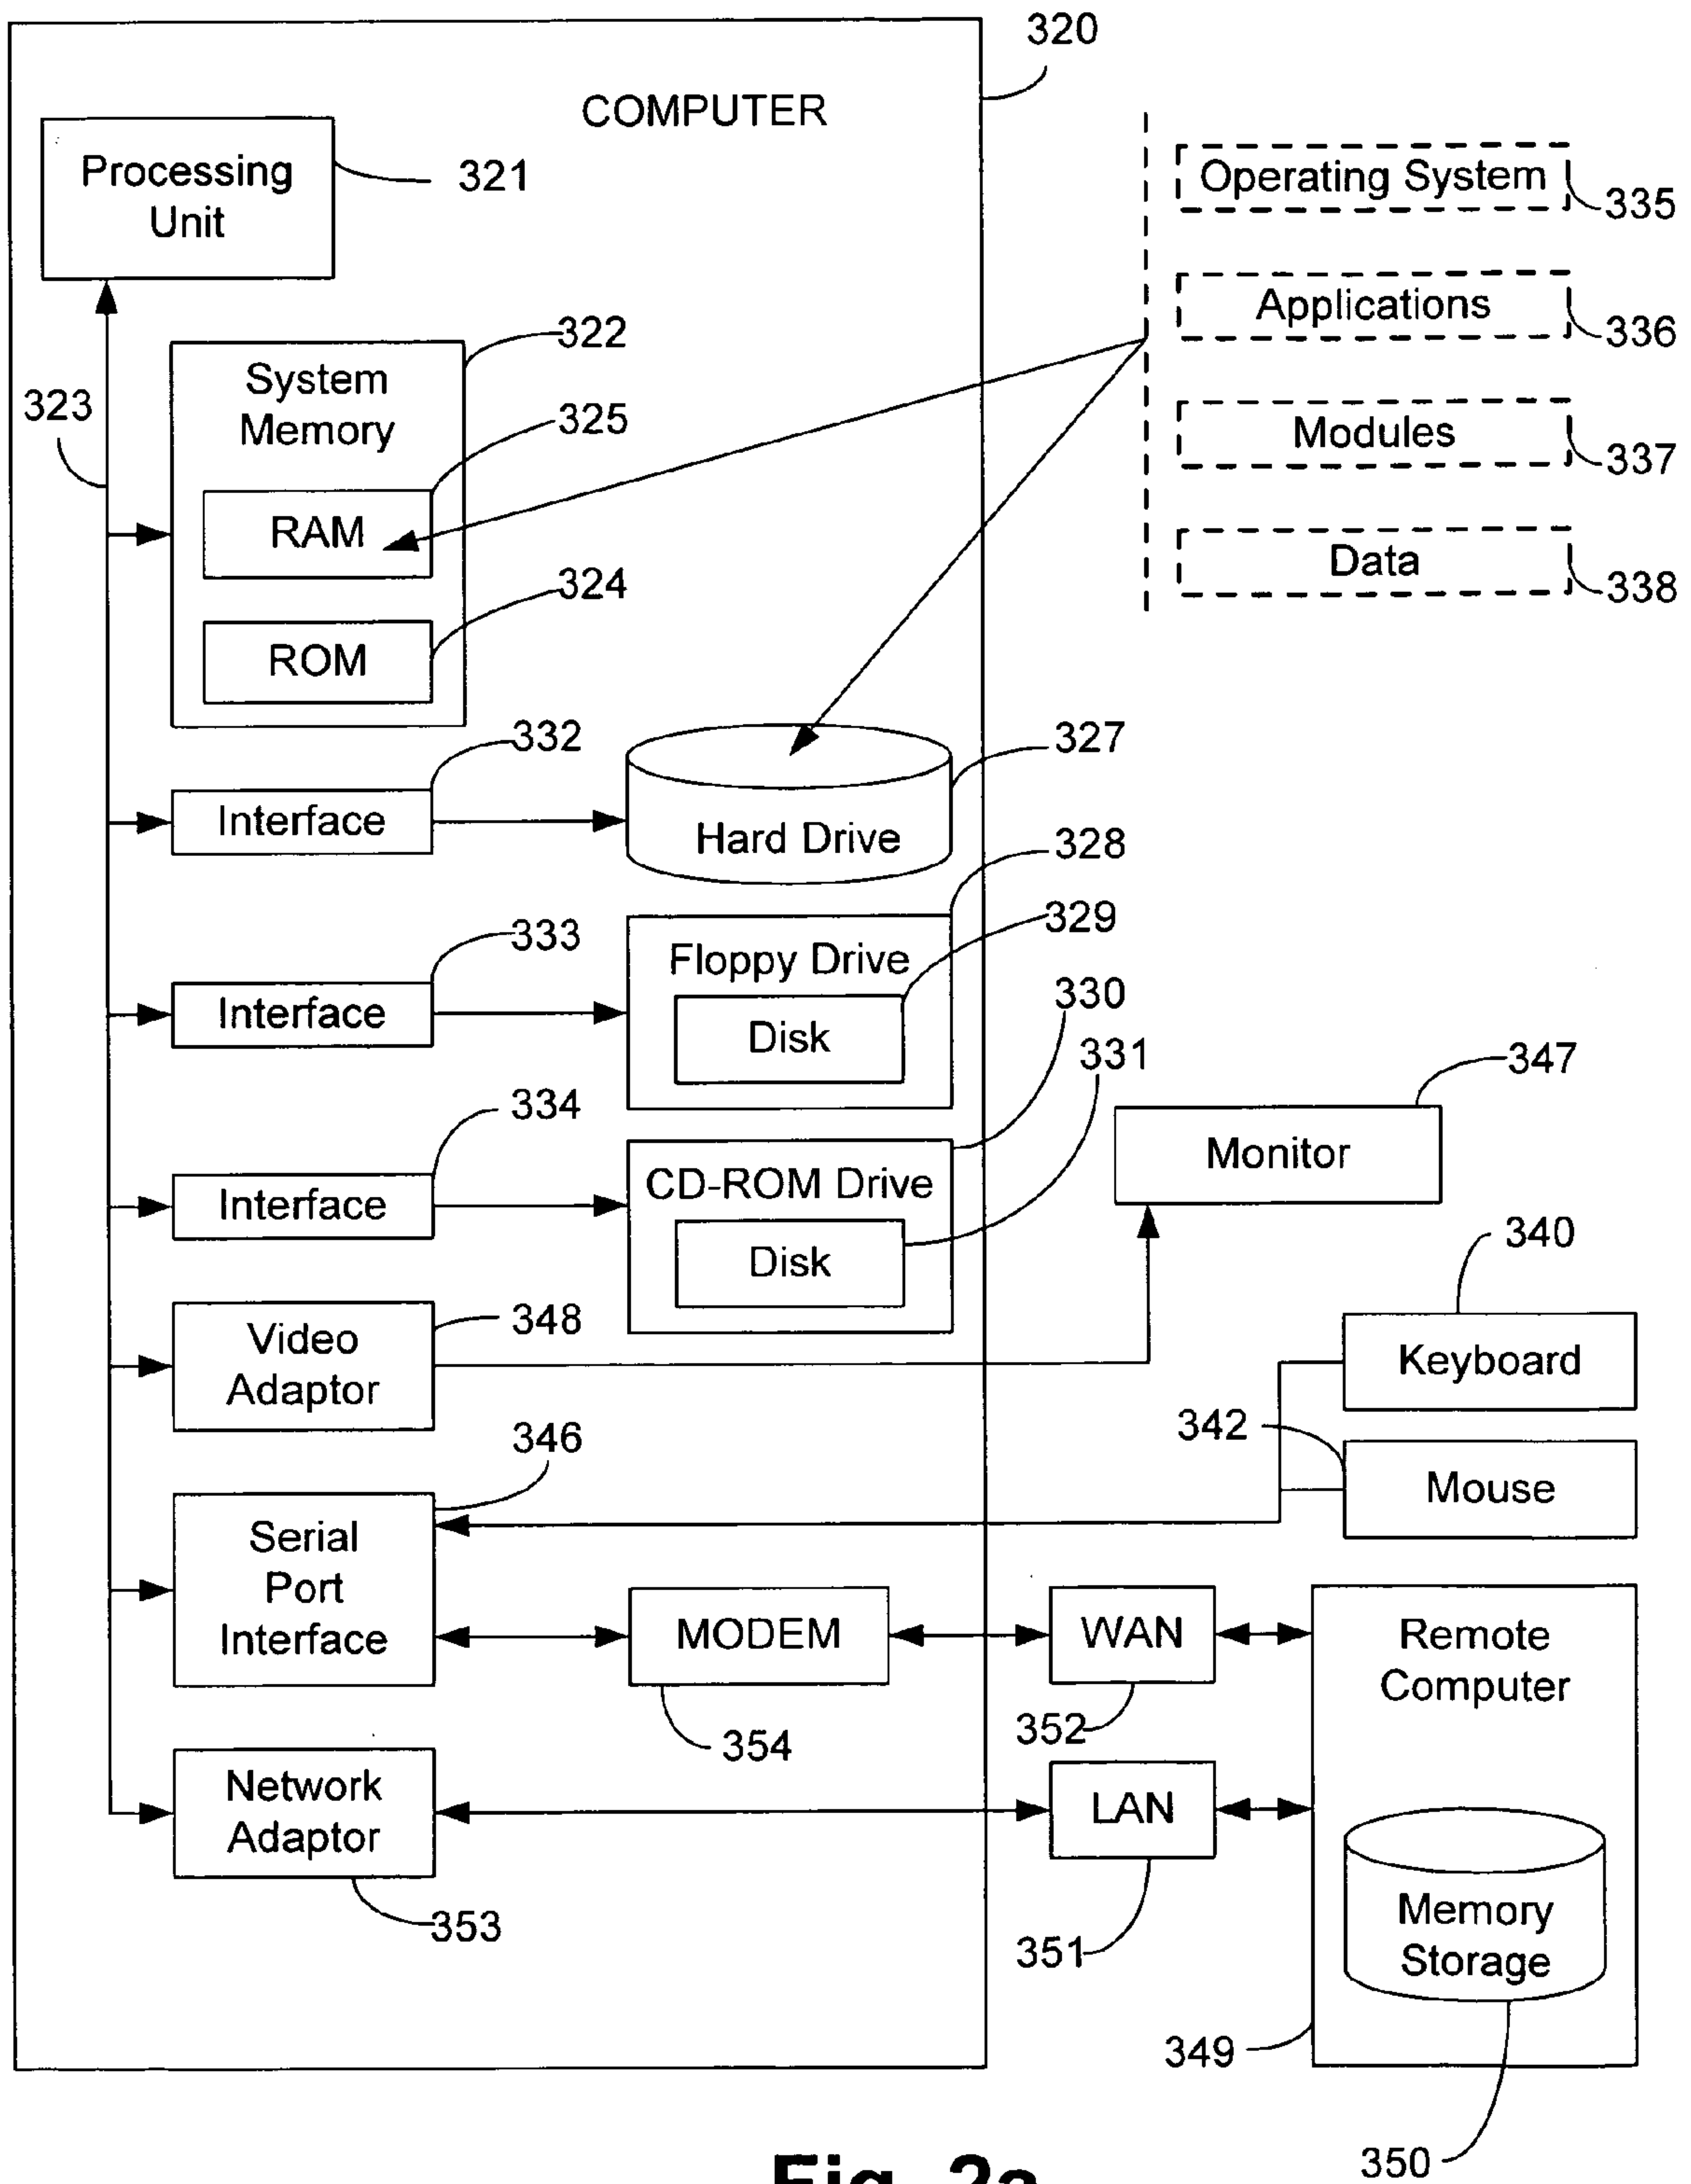 320
COMPUTER
Processing
Unit
321
Operating System
335
Applications
336
322
System
Memory
323
325
Modules
337
RAM
Data
338
324
ROM
332
327
Interface
Hard Drive
328
333
329
Floppy Drive
Interface
Disk
330
331
347
334
Monitor
CD-ROM Drive
Interface
Disk
340
348
Video
Adaptor
Keyboard
342
346
Mouse
Serial
Port
Interface
MODEM
WAN
Remote
Computer
354
352
Network
Adaptor
LAN
353
351
Memory
Storage
349
350
Fig. 2a